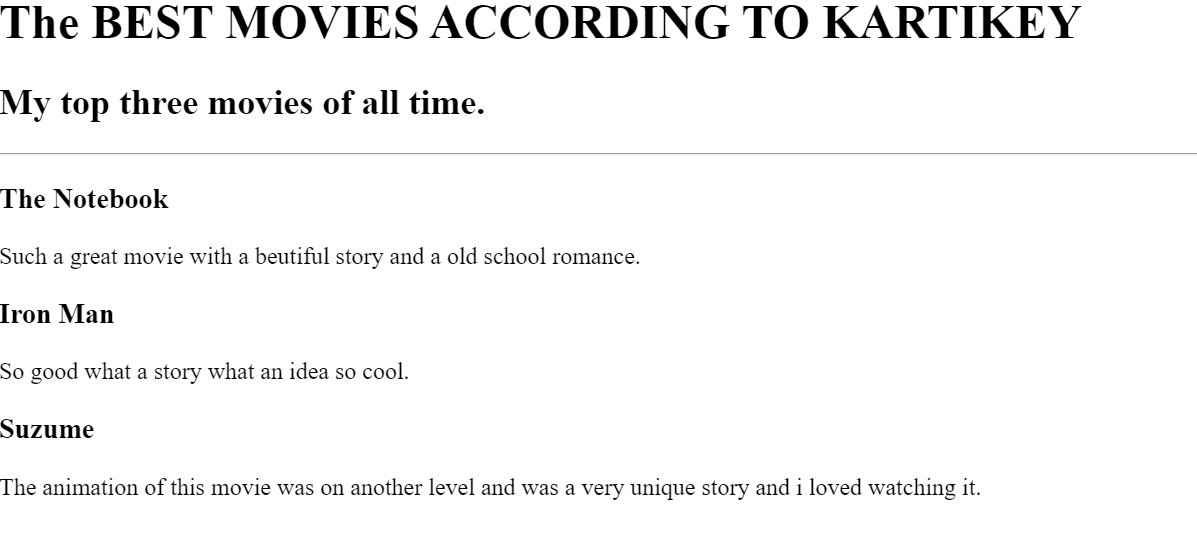 The BEST MOVIES ACCORDING TO KARTIKEY
My top three movies of all time.
The Notebook
Such a great movie with a beutiful story and a old school romance.
Iron Man
So good what a story what an idea so cool.
Suzume
The animation of this movie was on another level and was a very unique story and i loved watching it.